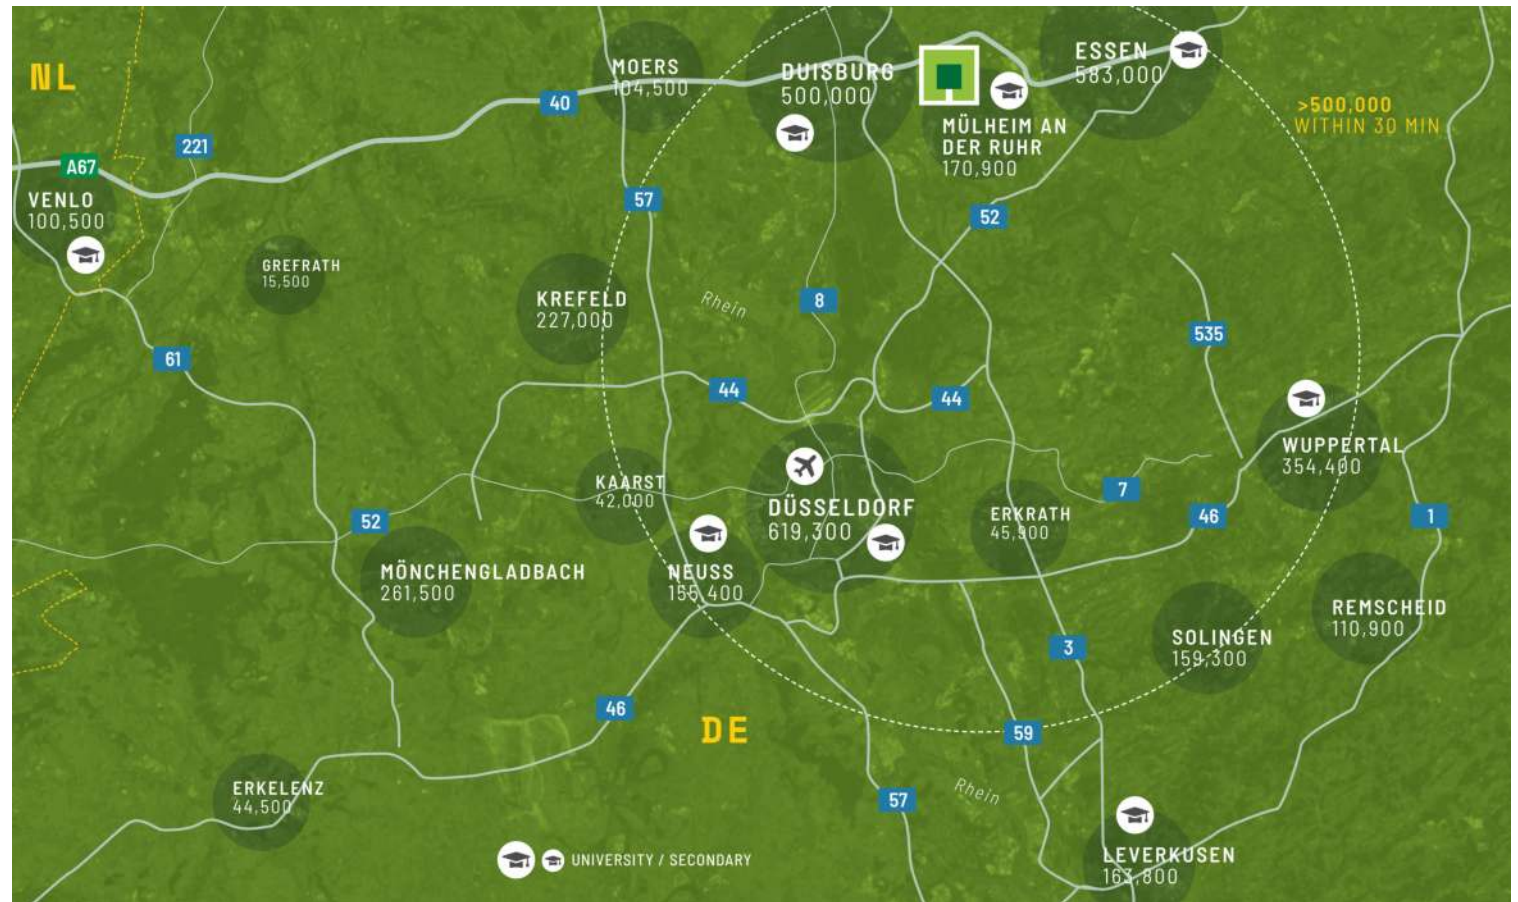 NL
MOERS
104,500
DUISBURG
500,000
ESSEN
583,000
40
>500,000
WITHIN 30 MIN
MÜLHEIM AN
DER RUHR
170,900
221
A67
VENLO
100,500
57
52
GREFRATH
15,500
KREFELD
227,000
Rhein
8
535
61
44
44
WUPPERTAL
354,400
KAARST
42,000
DÜSSELDORF
619,300
ERKRATH
45,900
7
46
1
52
MÖNCHENGLADBACH
261,500
NEUSS
155,400
REMSCHEID
110,900
SOLINGEN
159,300
3
46
DE
59
ERKELENZ
44,500
57
Rhein
UNIVERSITY / SECONDARY
LEVERKUSEN
163,800